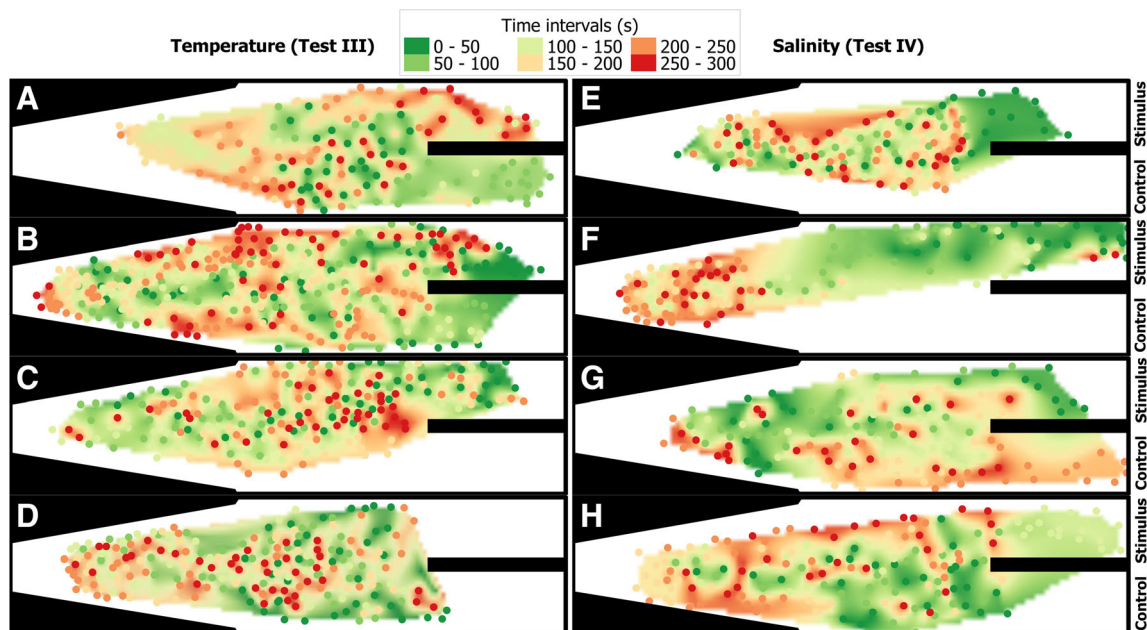 Time intervals (s)
Temperature (Test III)
0 - 50
100 - 150
200 - 250
Salinity (Test IV)
50 - 100
150 - 200
250 - 300
A
E
Stimulus
Control
B
F
Stimulus
Control
C
G
Stimulus
Control
D
H
Stimulus
Control